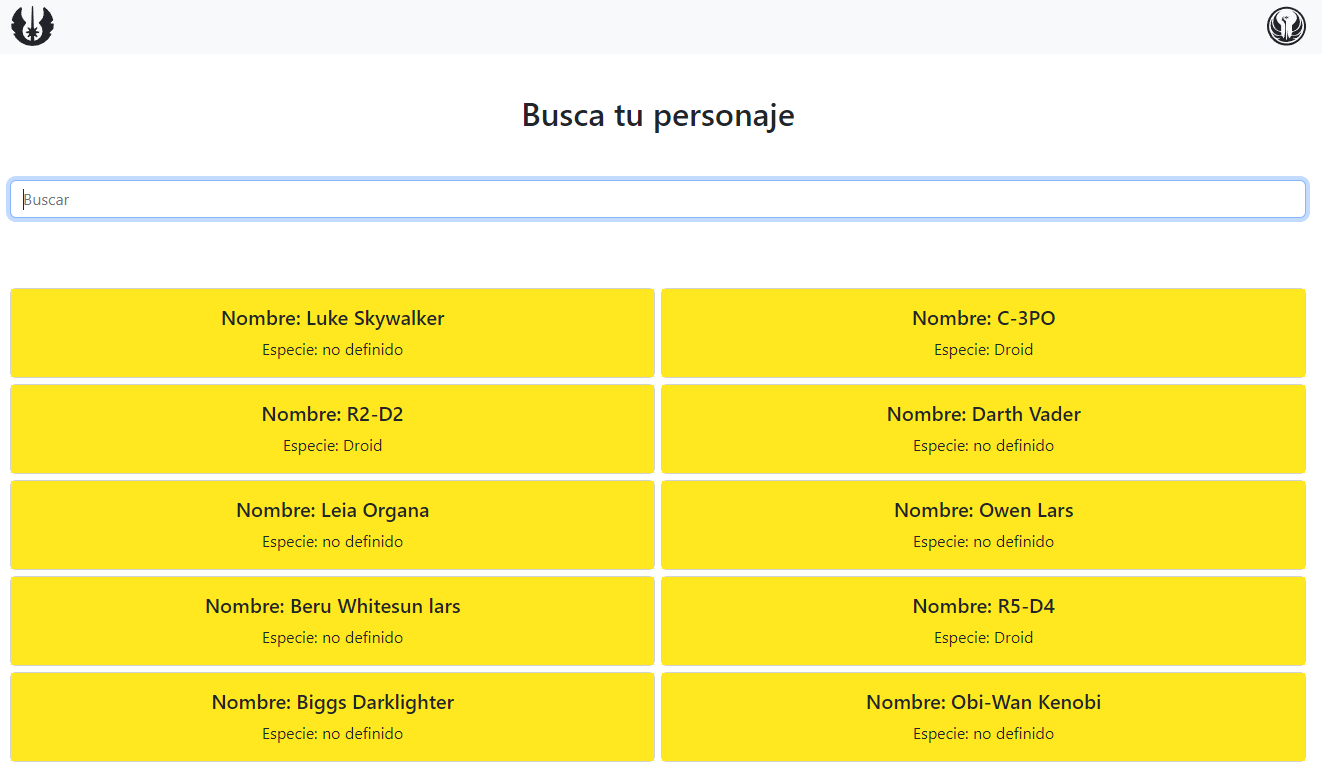 Busca tu personaje
Buscar
Nombre: Luke Skywalker
Especie: no definido
Nombre: C-3PO
Especie: Droid
Nombre: R2-D2
Especie: Droid
Nombre: Darth Vader
Especie: no definido
Nombre: Leia Organa
Especie: no definido
Nombre: Owen Lars
Especie: no definido
Nombre: Beru Whitesun lars
Especie: no definido
Nombre: R5-D4
Especie: Droid
Nombre: Biggs Darklighter
Especie: no definido
Nombre: Obi-Wan Kenobi
Especie: no definido